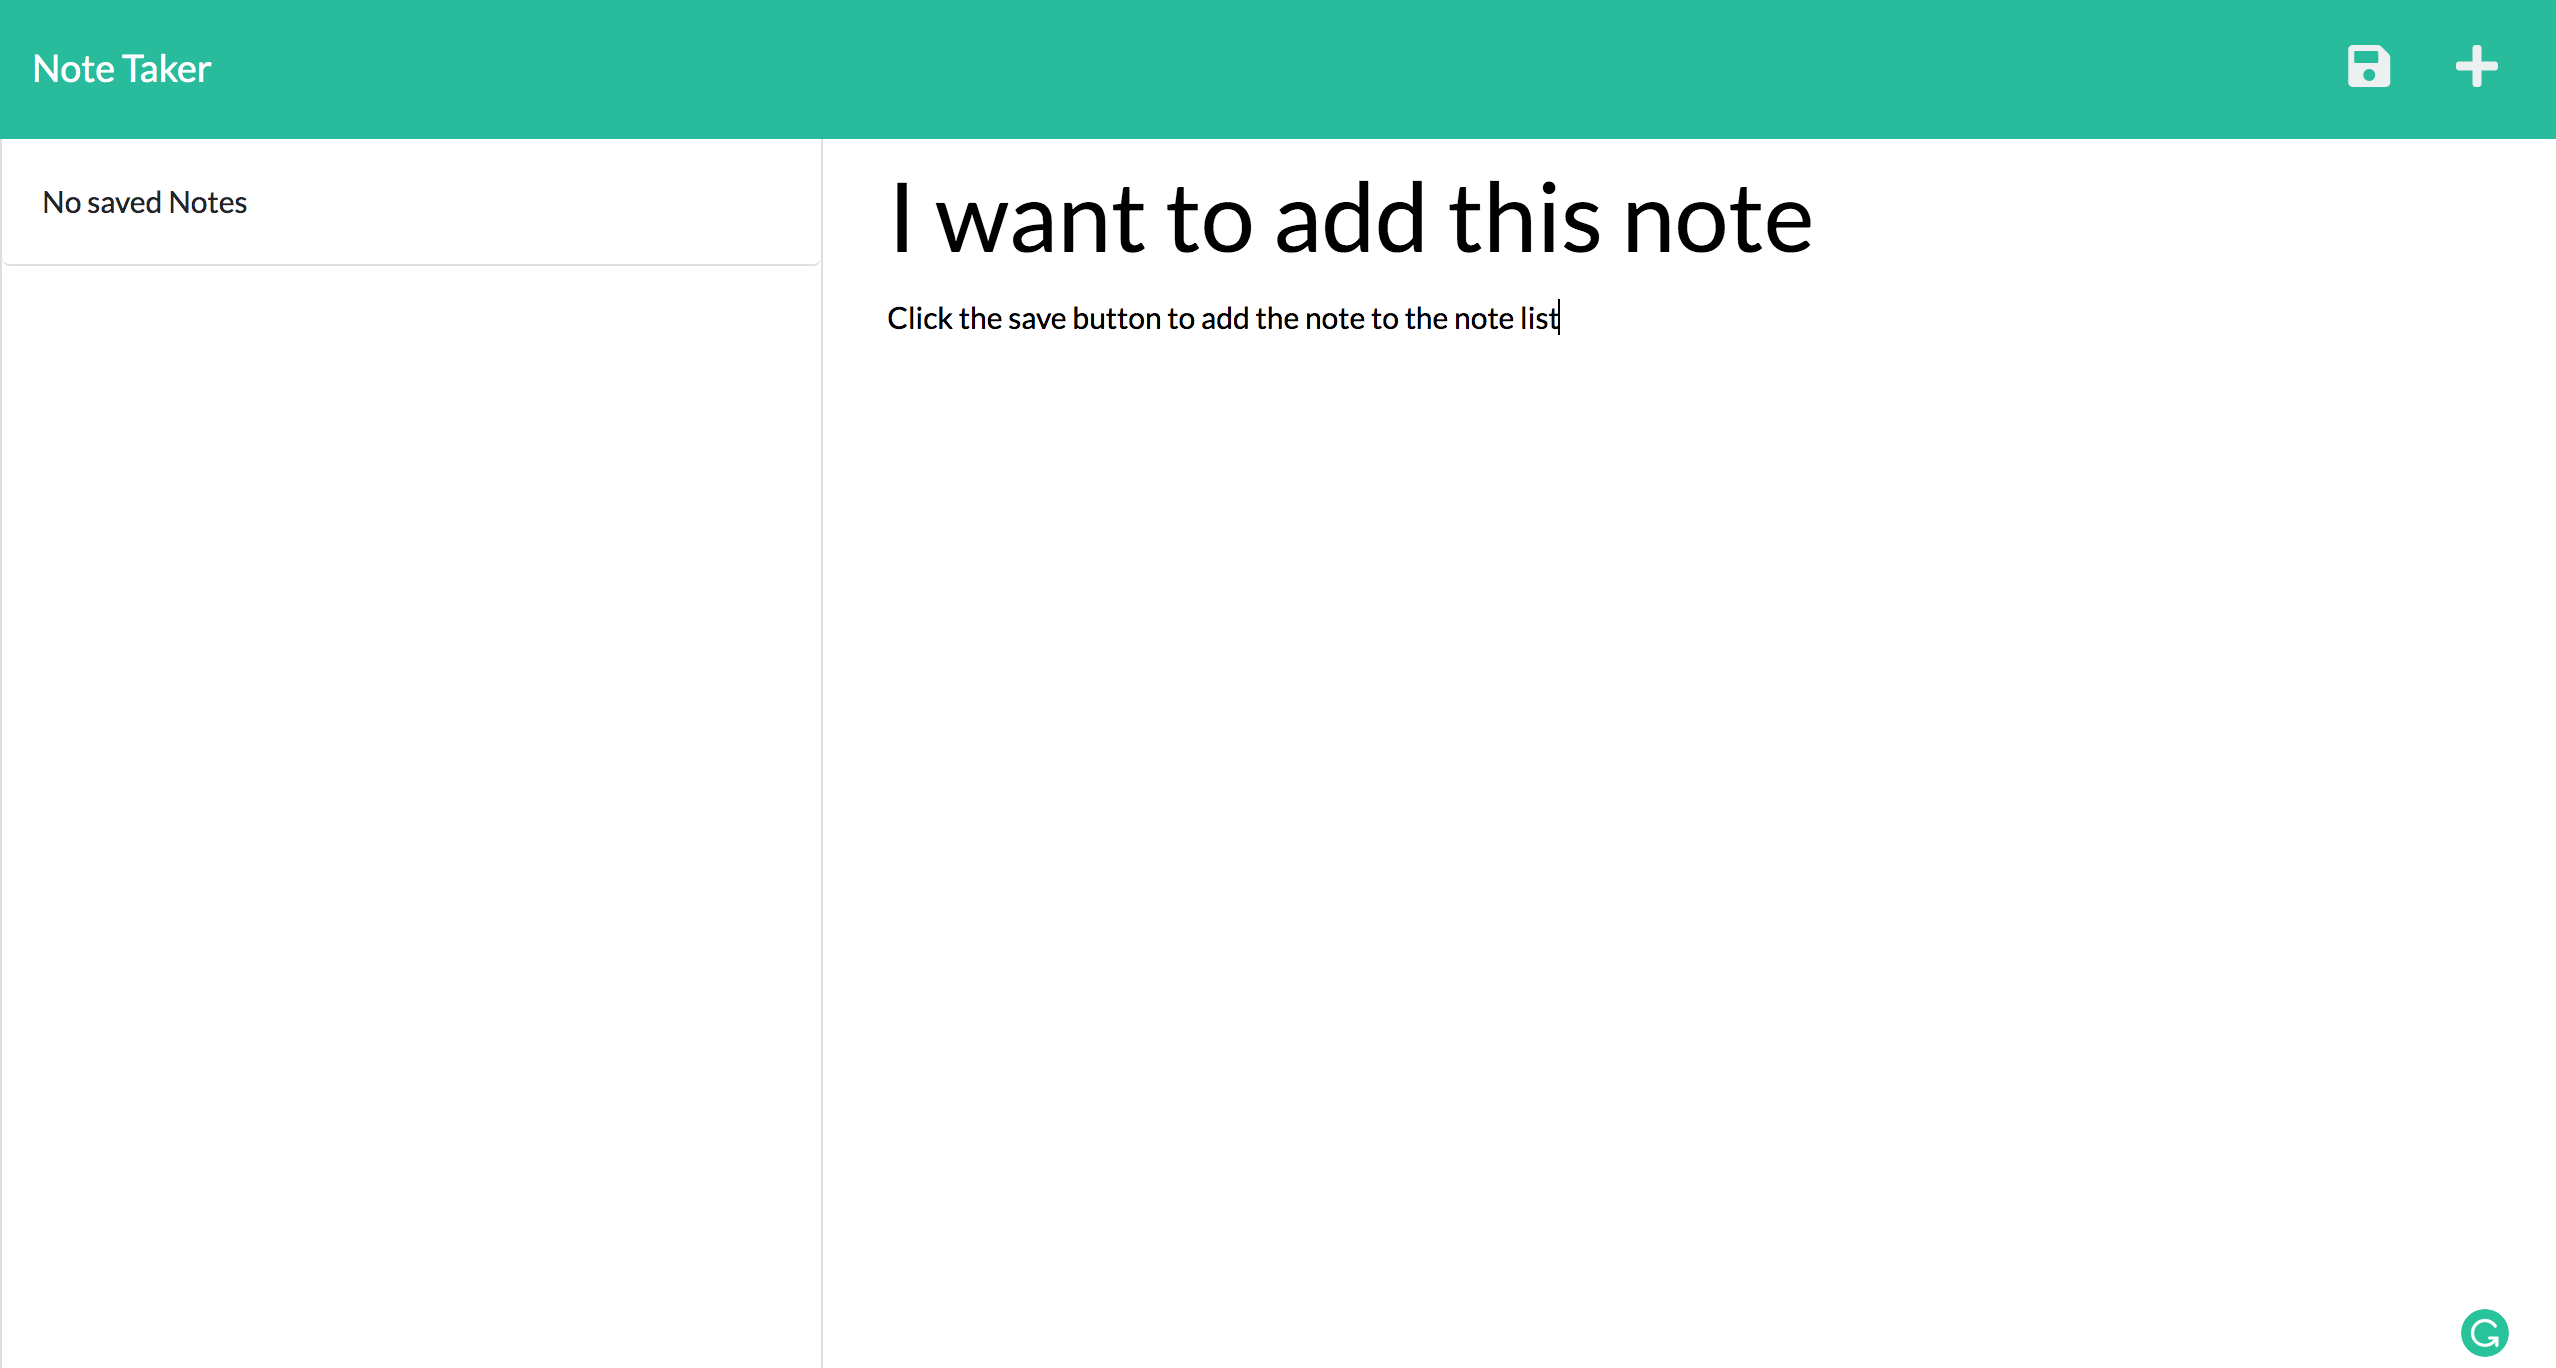 Note Taker
No saved Notes
I want to add this note
Click the save button to add the note to the note list